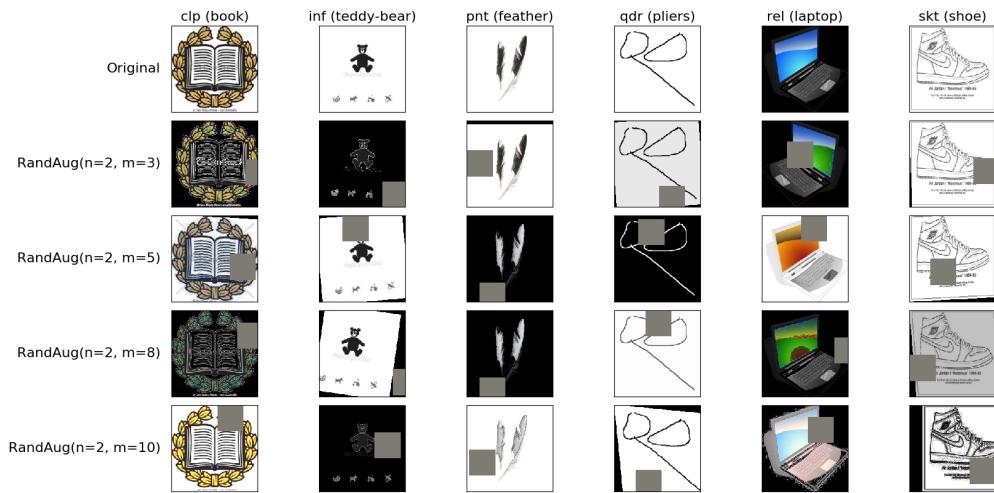 clp (book) inf (teddy-bear) pnt (feather) qdr (pliers) rel (laptop) skt (shoe)
Original
RandAug(n=2, m=3)
RandAug(n=2, m=5)
RandAug(n=2, m=8)
RandAug(n=2, m=10)